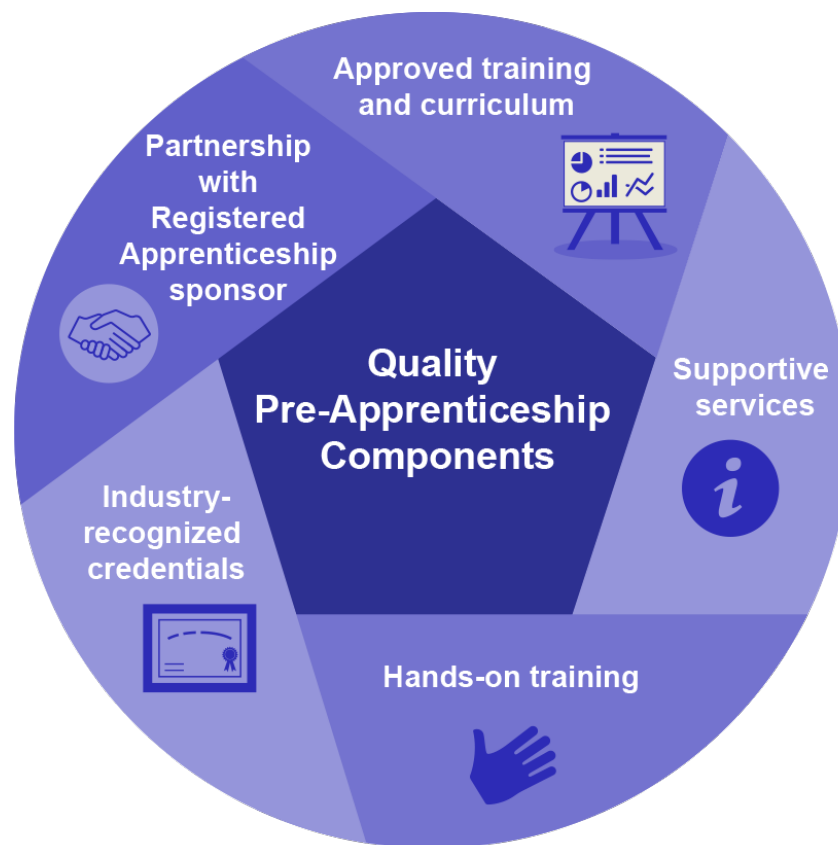 Approved training
and curriculum
Partnership
with
Registered
Apprenticeship
sponsor
Quality
Pre-Apprenticeship
Components
Supportive
services
Industry-
recognized
credentials
Hands-on training
i